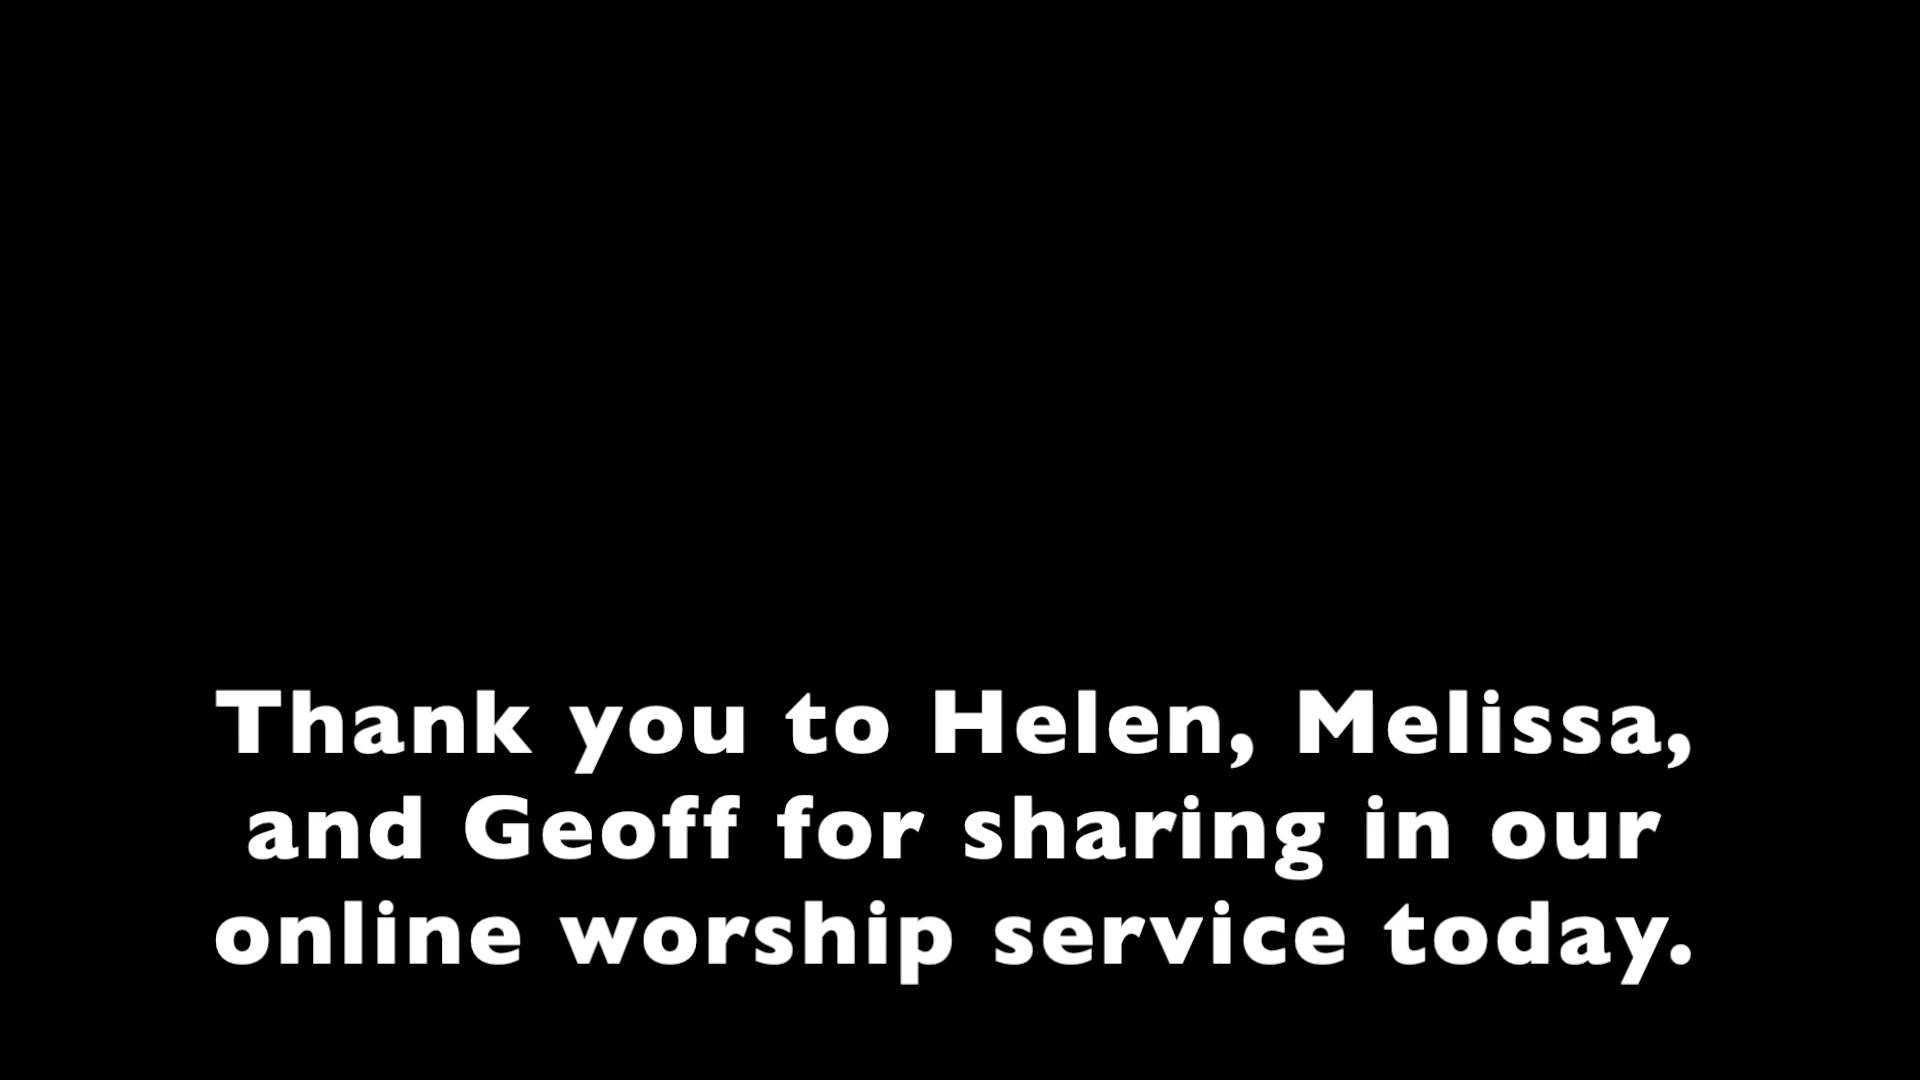 Thank you to Helen, Melissa,
and Geoff for sharing in our
online worship service today.